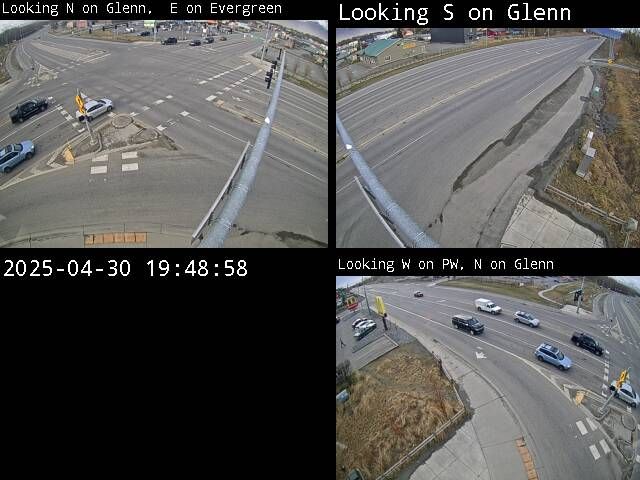 Looking N on Glenn, E on Evergreen
Looking S on Glenn
2025-04-30 19:48:58
Looking W on PW, N on Glenn